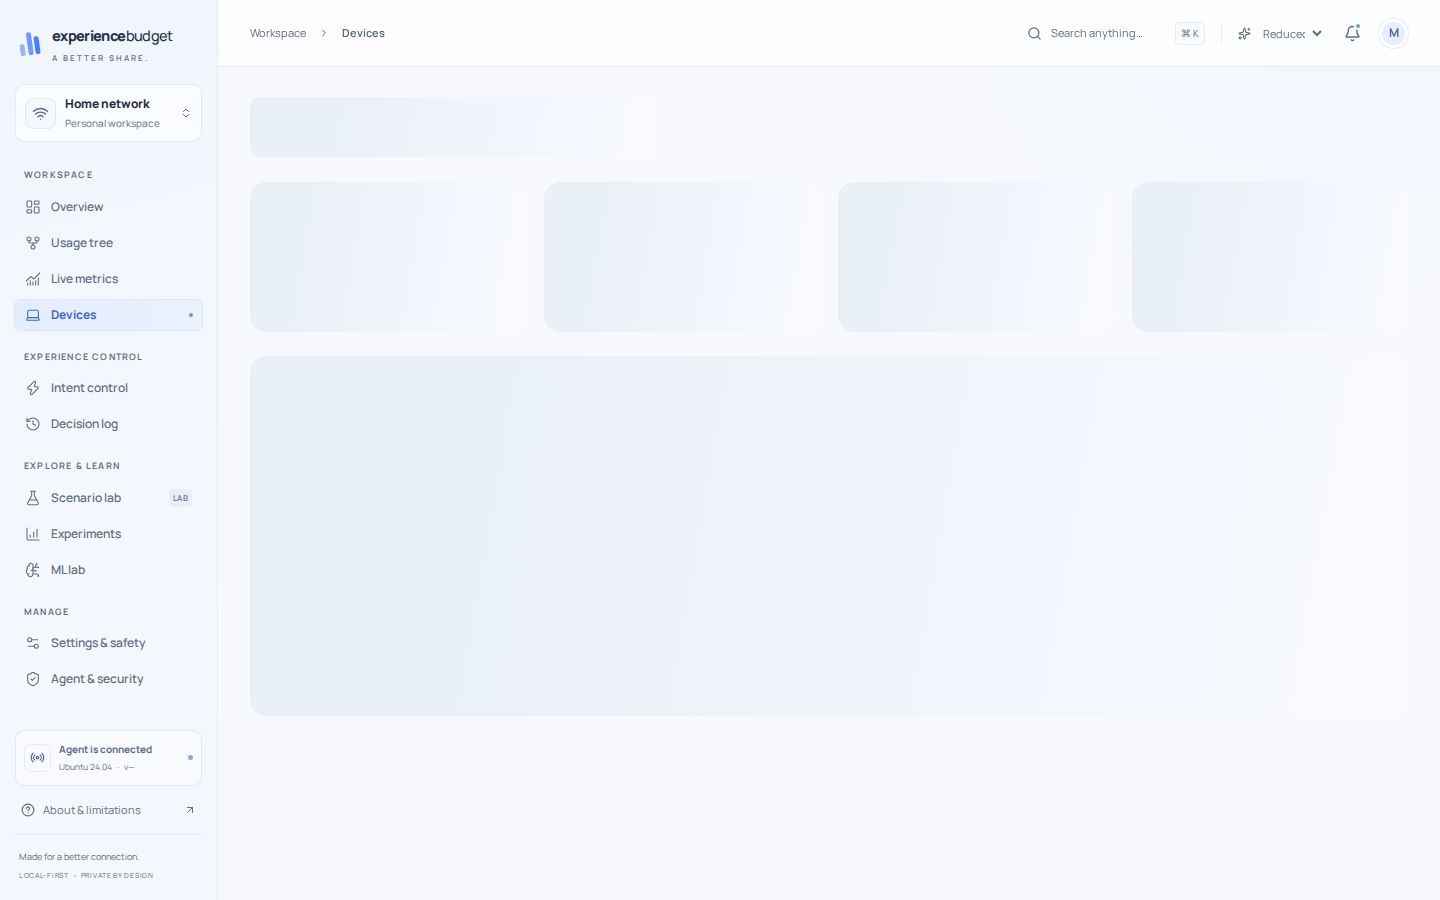 experiencebudget
A BETTER SHARE.
Home network
Personal workspace
WORKSPACE
Overview
Usage tree
Live metrics
Devices
EXPERIENCE CONTROL
Intent control
Decision log
EXPLORE & LEARN
Scenario lab LAB
Experiments
ML lab
MANAGE
Settings & safety
Agent & security
Agent is connected
Ubuntu 24.04 · v—
About & limitations
Made for a better connection.
LOCAL-FIRST • PRIVATE BY DESIGN
Workspace > Devices
Search anything... ⌘ K
Reduced
M